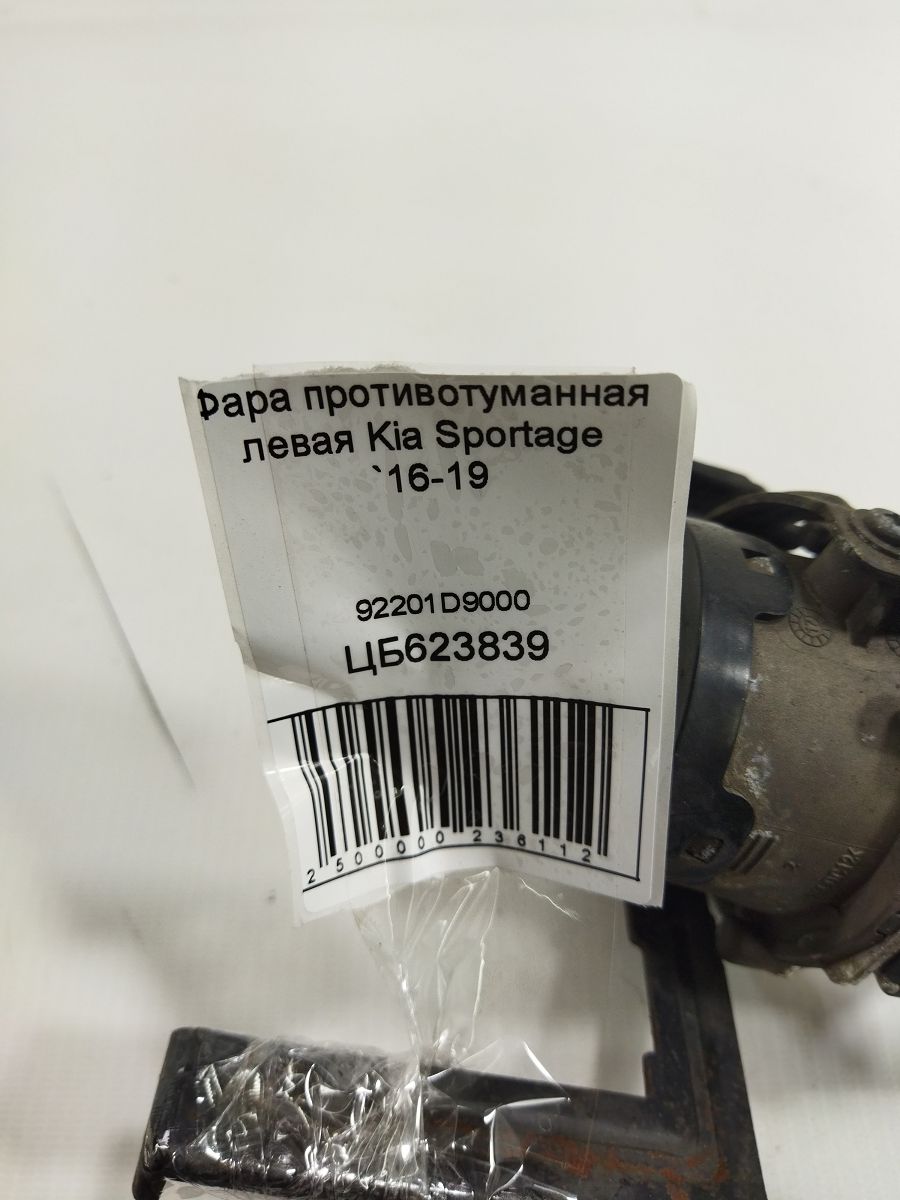 Фара противотуманная
левая Kia Sportage
`16-19
92201D9000
ЦБ623839
2500000236112